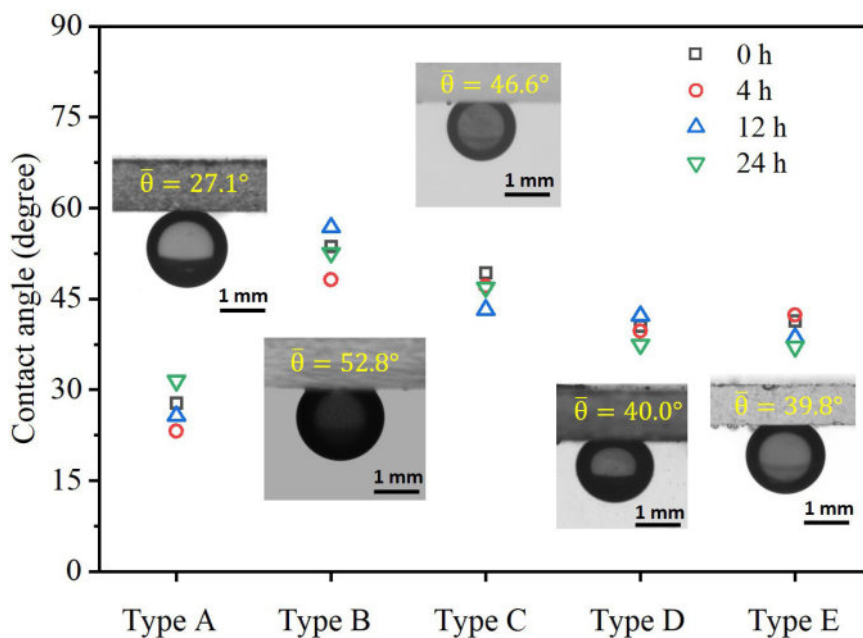 90
75
60
45
30
15
0
Contact angle (degree)
0 h
4 h
12 h
24 h
θ̅ = 27.1°
1 mm
θ̅ = 52.8°
1 mm
θ̅ = 46.6°
1 mm
θ̅ = 40.0°
1 mm
θ̅ = 39.8°
1 mm
Type A
Type B
Type C
Type D
Type E